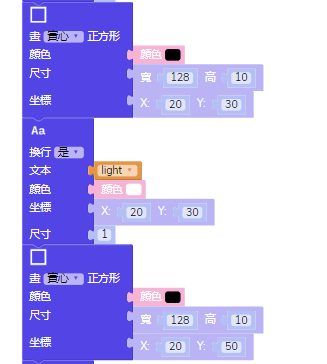 畫 實心 ▾ 正方形
顏色 顏色
尺寸 寬 128 高 10
坐標 X: 20 Y: 30
Aa
換行 是 ▾
文本 light ▾
顏色 顏色
坐標 X: 20 Y: 30
尺寸 1
畫 實心 ▾ 正方形
顏色 顏色
尺寸 寬 128 高 10
坐標 X: 20 Y: 50